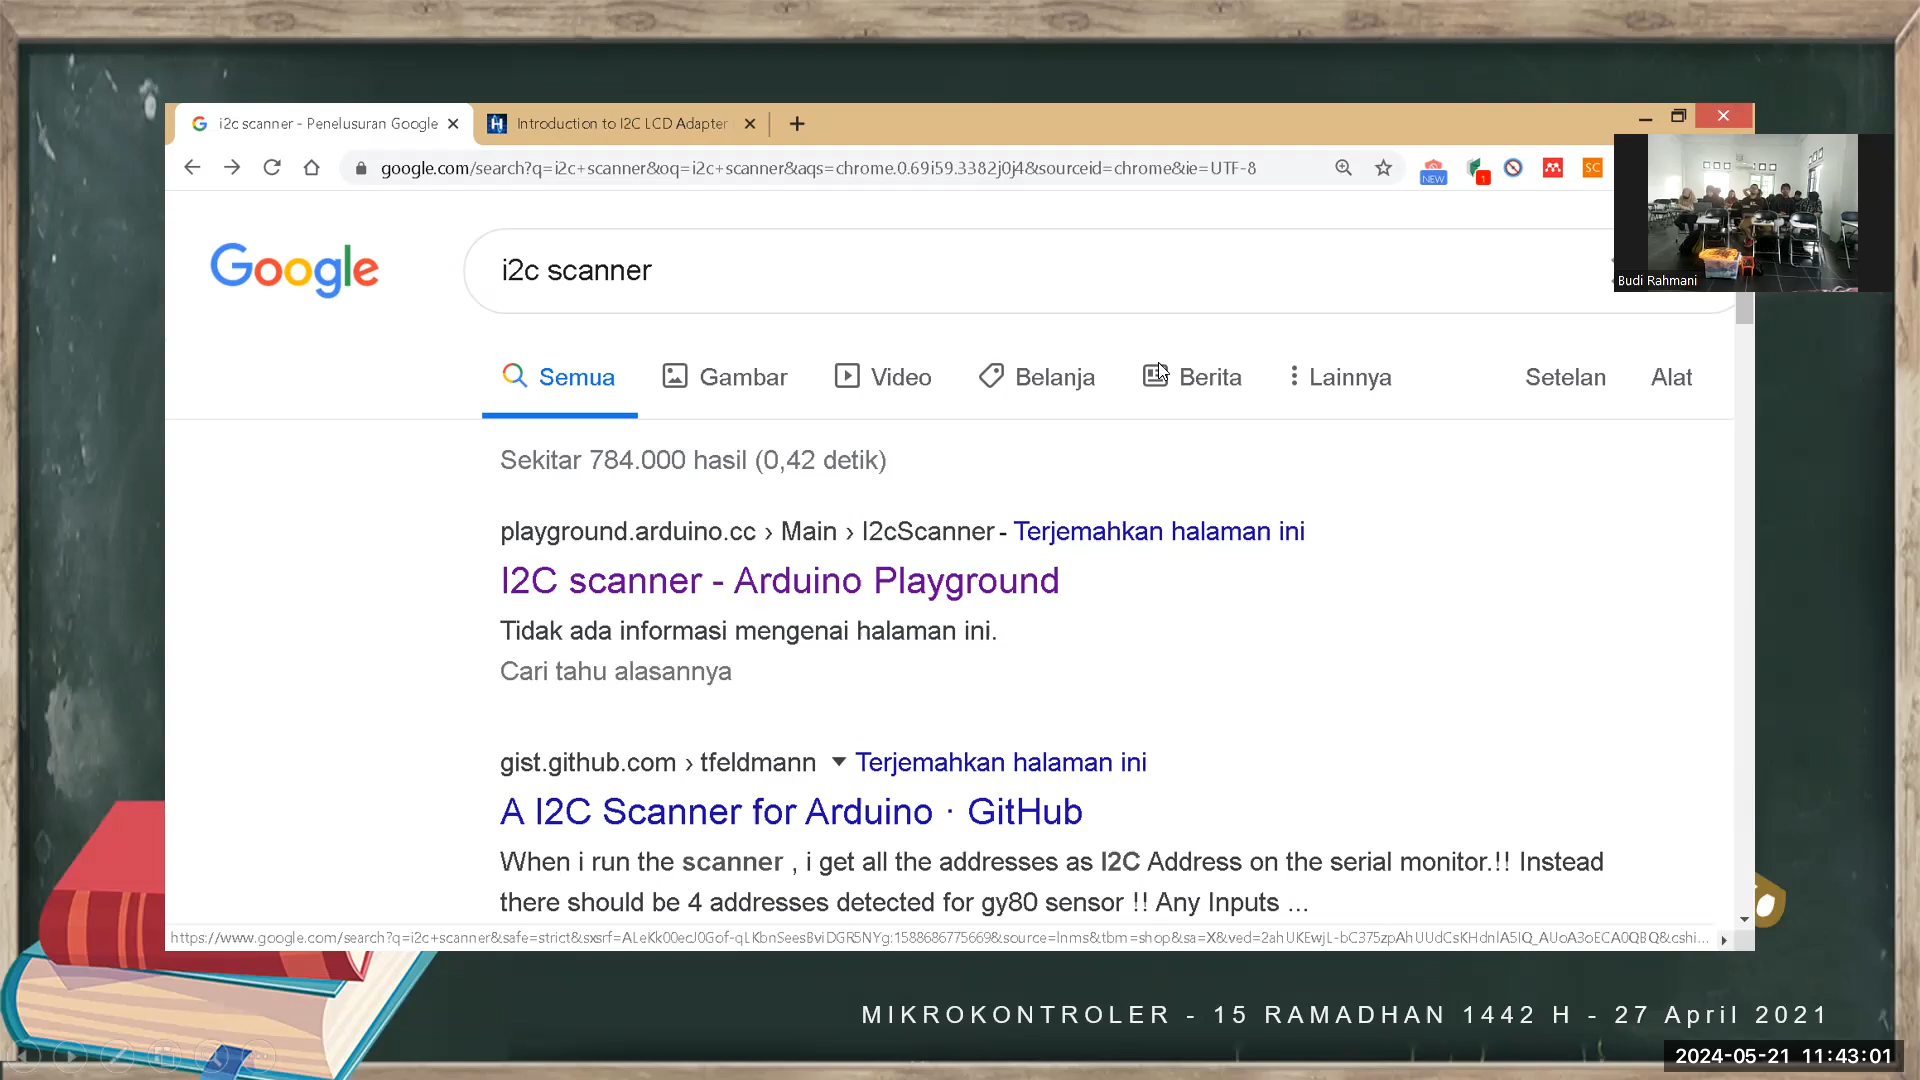 i2c scanner - Penelusuran Google
Introduction to I2C LCD Adapter
google.com/search?q=i2c+scanner&oq=i2c+scanner&aqs=chrome.0.69i59.3382j0j4&sourceid=chrome&ie=UTF-8
NEW
1
SC
Google
i2c scanner
Budi Rahmani
Semua Gambar Video Belanja Berita Lainnya Setelan Alat
Sekitar 784.000 hasil (0,42 detik)
playground.arduino.cc › Main › I2cScanner - Terjemahkan halaman ini
I2C scanner - Arduino Playground
Tidak ada informasi mengenai halaman ini.
Cari tahu alasannya
gist.github.com › tfeldmann ▼ Terjemahkan halaman ini
A I2C Scanner for Arduino · GitHub
When i run the scanner , i get all the addresses as I2C Address on the serial monitor.!! Instead
there should be 4 addresses detected for gy80 sensor !! Any Inputs ...
MIKROKONTROLER - 15 RAMADHAN 1442 H - 27 April 2021
2024-05-21 11:43:01